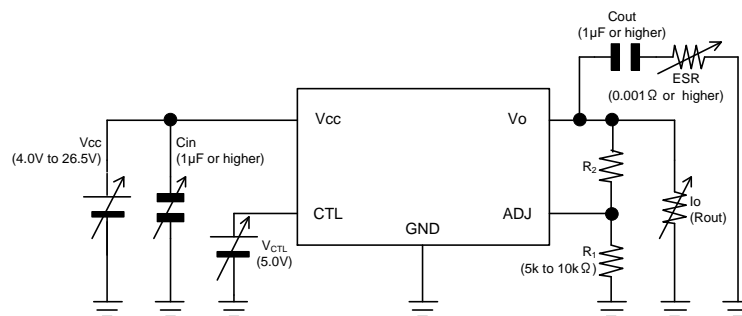 Cout
(1µF or higher)
ESR
(0.001Ω or higher)
Vcc
(4.0V to 26.5V)
Cin
(1µF or higher)
Vcc
Vo
R2
Io
(Rout)
CTL
ADJ
GND
VCTL
(5.0V)
R1
(5k to 10kΩ)